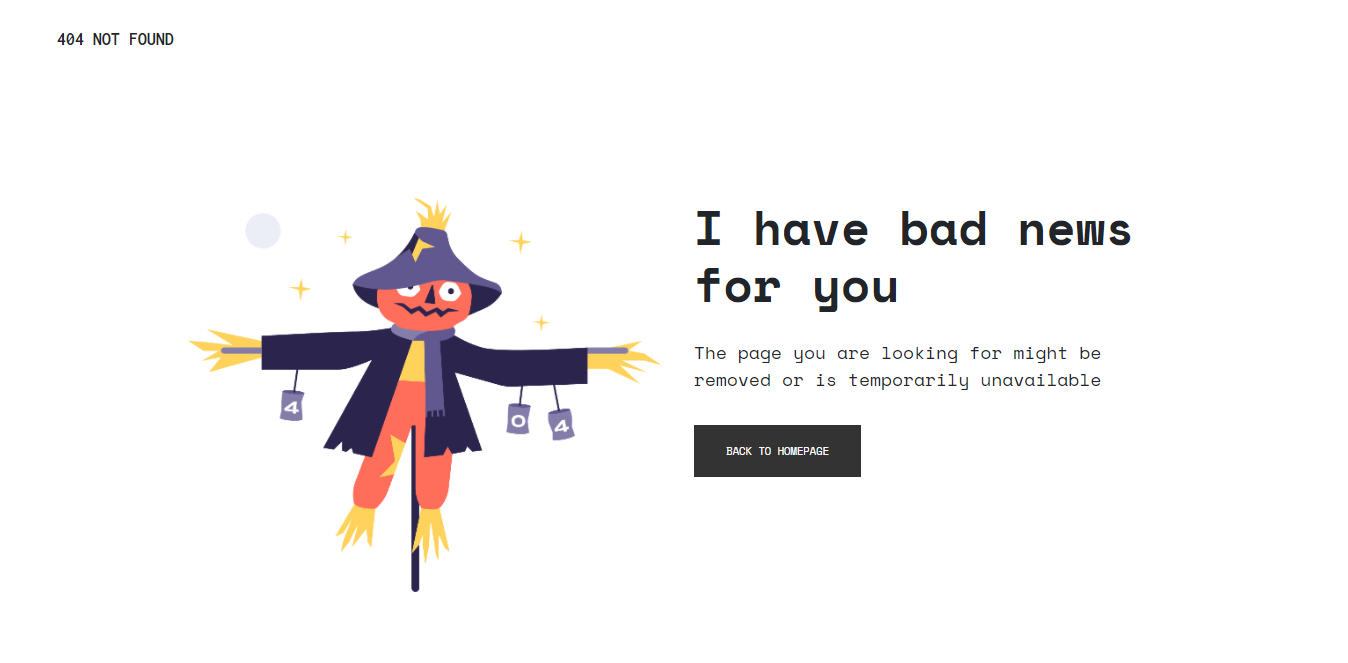 404 NOT FOUND
I have bad news
for you
The page you are looking for might be
removed or is temporarily unavailable
BACK TO HOMEPAGE
4
0
4